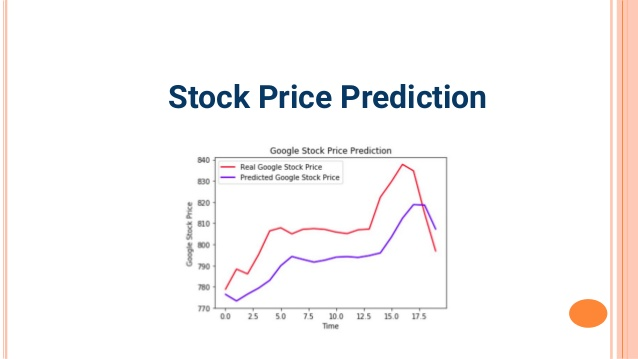 Stock Price Prediction
Google Stock Price Prediction
Real Google Stock Price
Predicted Google Stock Price
840
830
820
810
800
790
780
770
Google Stock Price
0.0 2.5 5.0 7.5 10.0 12.5 15.0 17.5
Time